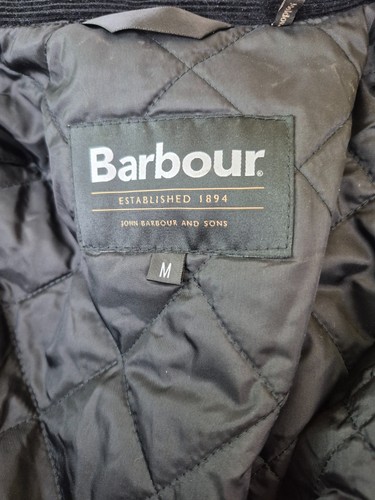 Barbour®
ESTABLISHED 1894
JOHN BARBOUR AND SONS
M